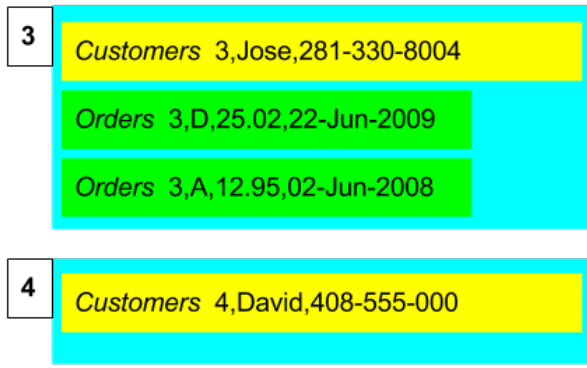 3
Customers 3,Jose,281-330-8004
Orders 3,D,25.02,22-Jun-2009
Orders 3,A,12.95,02-Jun-2008
4
Customers 4,David,408-555-000